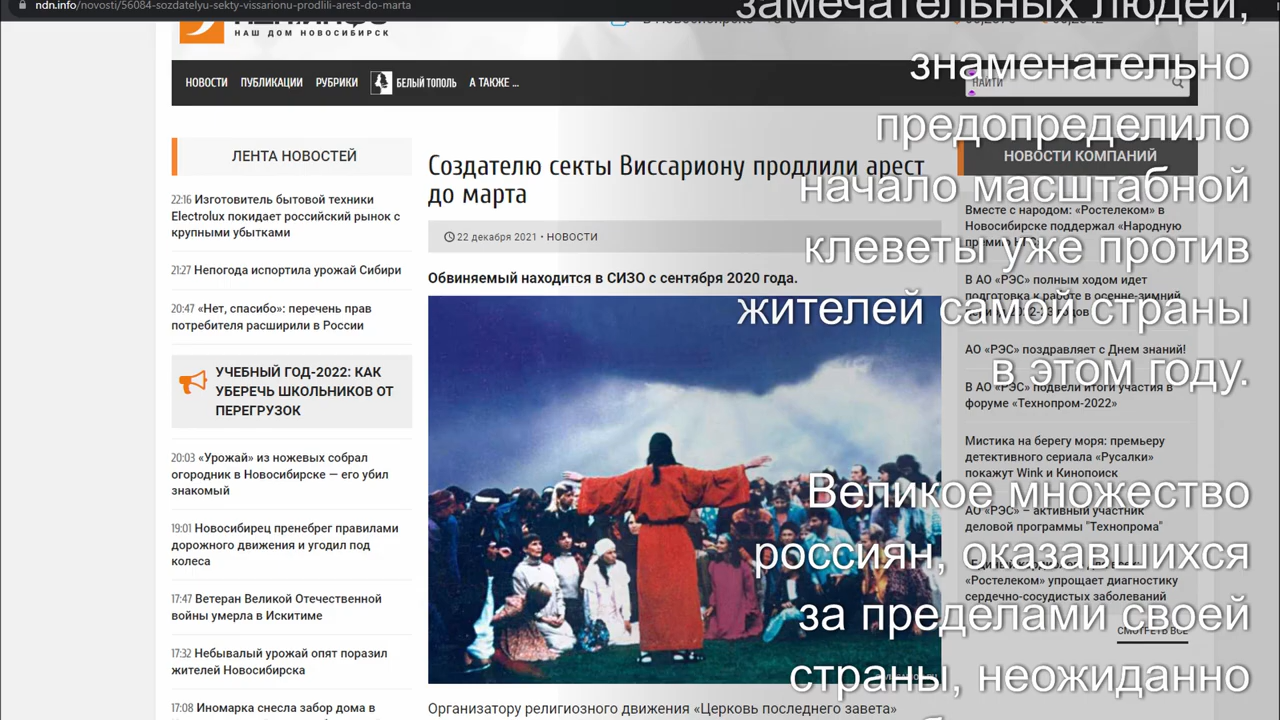 ndn.info/novosti/56084-sozdatelyu-sekty-vissarionu-prodlili-arest-do-marta
НАШ ДОМ НОВОСИБИРСК
НОВОСТИ ПУБЛИКАЦИИ РУБРИКИ БЕЛЫЙ ТОПОЛЬ А ТАКЖЕ ...
НАЙТИ
ЛЕНТА НОВОСТЕЙ
22:16 Изготовитель бытовой техники
Electrolux покидает российский рынок с
крупными убытками
21:27 Непогода испортила урожай Сибири
20:47 «Нет, спасибо»: перечень прав
потребителя расширили в России
УЧЕБНЫЙ ГОД-2022: КАК
УБЕРЕЧЬ ШКОЛЬНИКОВ ОТ
ПЕРЕГРУЗОК
20:03 «Урожай» из ножевых собрал
огородник в Новосибирске — его убил
знакомый
19:01 Новосибирец пренебрег правилами
дорожного движения и угодил под
колеса
17:47 Ветеран Великой Отечественной
войны умерла в Искитиме
17:32 Небывалый урожай опят поразил
жителей Новосибирска
17:08 Иномарка снесла забор дома в
Создателю секты Виссариону продлили арест
до марта
22 декабря 2021 • НОВОСТИ
Обвиняемый находится в СИЗО с сентября 2020 года.
Организатору религиозного движения «Церковь последнего завета»
НОВОСТИ КОМПАНИЙ
Вместе с народом: «Ростелеком» в
Новосибирске поддержал «Народную
В АО «РЭС» полным ходом идет
подготовка к работе в осенне-зимний
АО «РЭС» поздравляет с Днем знаний!
В АО «РЭС» подвели итоги участия в
форуме «Технопром-2022»
Мистика на берегу моря: премьеру
детективного сериала «Русалки»
покажут Wink и Кинопоиск
АО «РЭС» – активный участник
деловой программы "Технопрома"
«Ростелеком» упрощает диагностику
сердечно-сосудистых заболеваний
СМОТРЕТЬ ВСЕ
замечательных людей,
знаменательно
предопределило
начало масштабной
клеветы уже против
жителей самой страны
в этом году.
Великое множество
россиян, оказавшихся
за пределами своей
страны, неожиданно